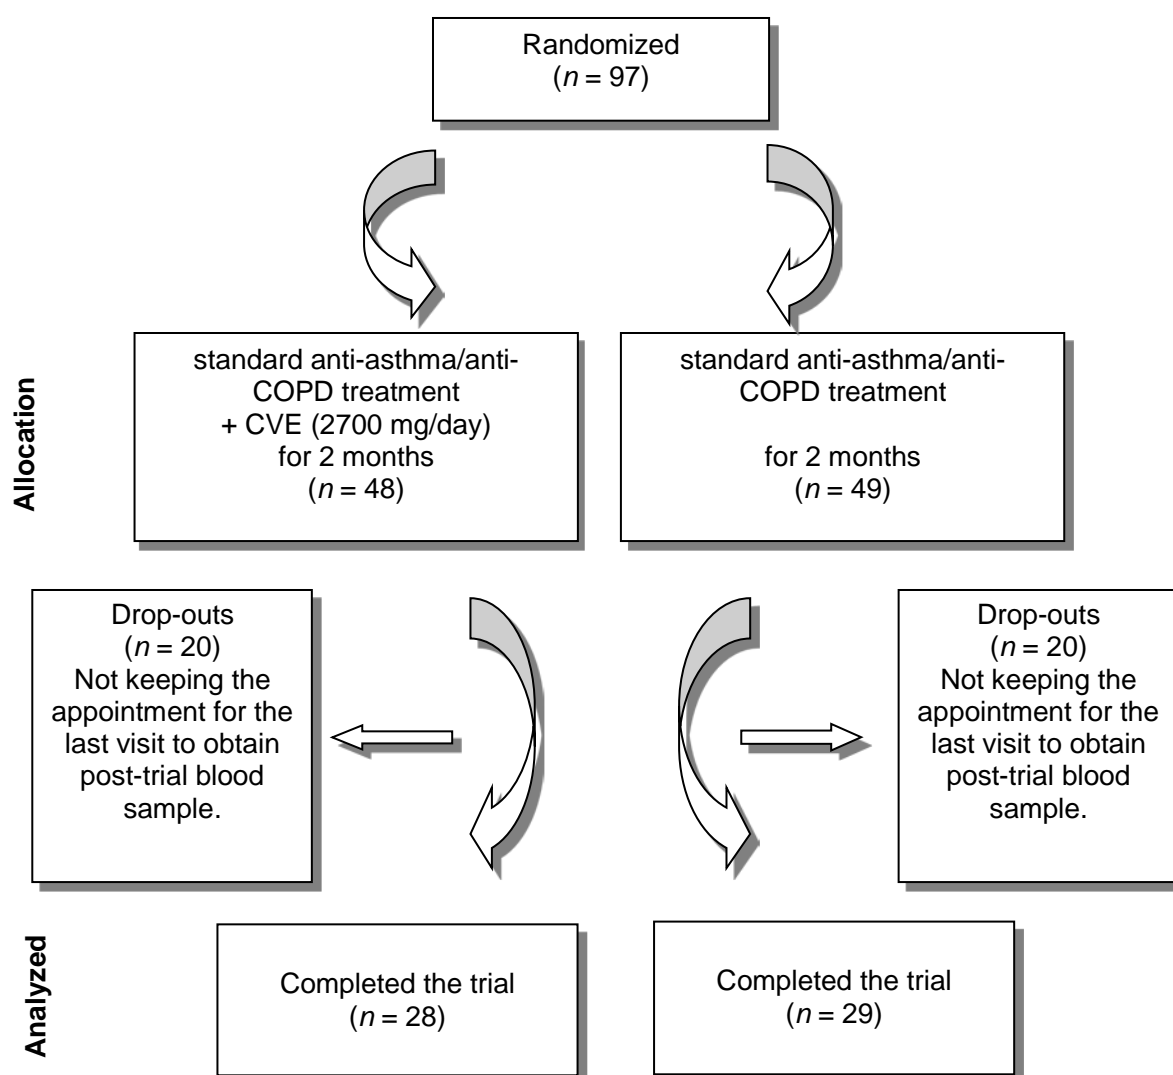 Randomized
(n = 97)
Allocation
standard anti-asthma/anti-
COPD treatment
+ CVE (2700 mg/day)
for 2 months
(n = 48)
standard anti-asthma/anti-
COPD treatment
for 2 months
(n = 49)
Drop-outs
(n = 20)
Not keeping the
appointment for the
last visit to obtain
post-trial blood
sample.
Drop-outs
(n = 20)
Not keeping the
appointment for the
last visit to obtain
post-trial blood
sample.
Analyzed
Completed the trial
(n = 28)
Completed the trial
(n = 29)